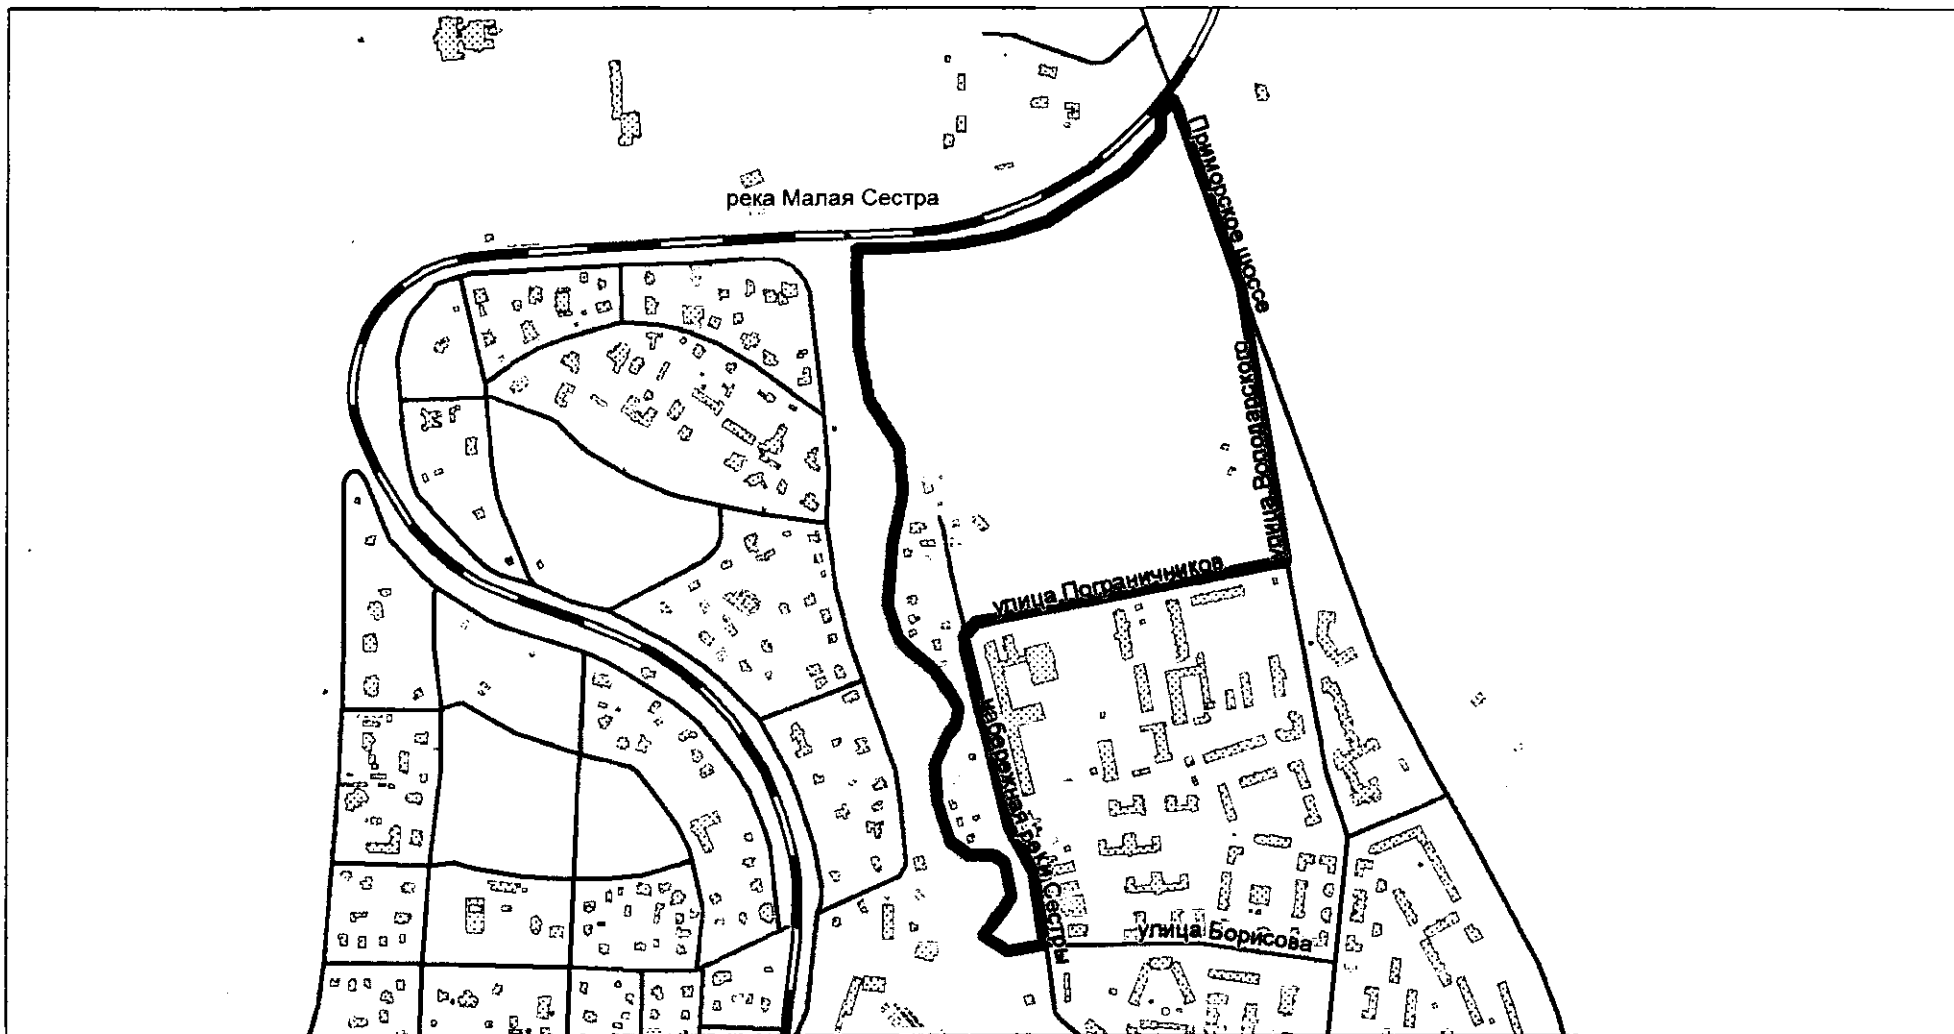 река Малая Сестра
Приморское шоссе
улица Володарского
улица Пограничников
набережная реки Сестры
улица Борисова